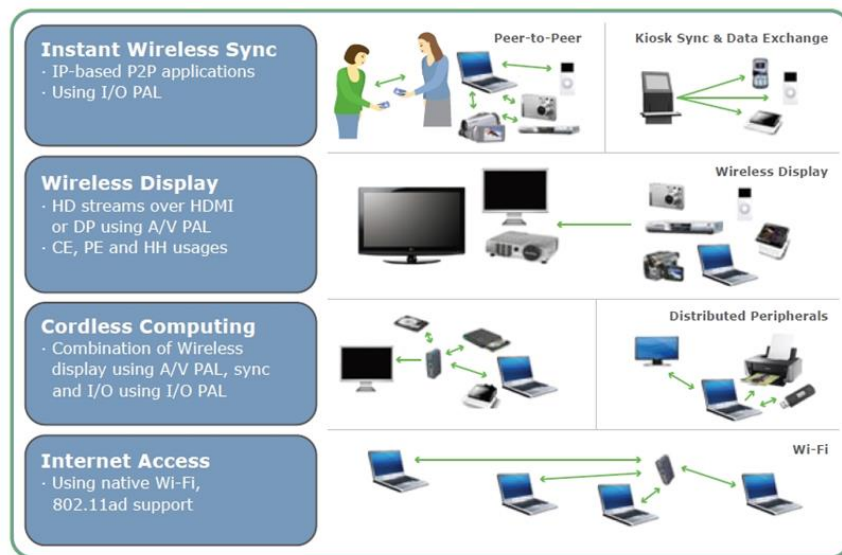 Instant Wireless Sync
· IP-based P2P applications
· Using I/O PAL
Peer-to-Peer
Kiosk Sync & Data Exchange
Wireless Display
· HD streams over HDMI
or DP using A/V PAL
· CE, PE and HH usages
Wireless Display
Cordless Computing
· Combination of Wireless
display using A/V PAL, sync
and I/O using I/O PAL
Distributed Peripherals
Internet Access
· Using native Wi-Fi,
802.11ad support
Wi-Fi